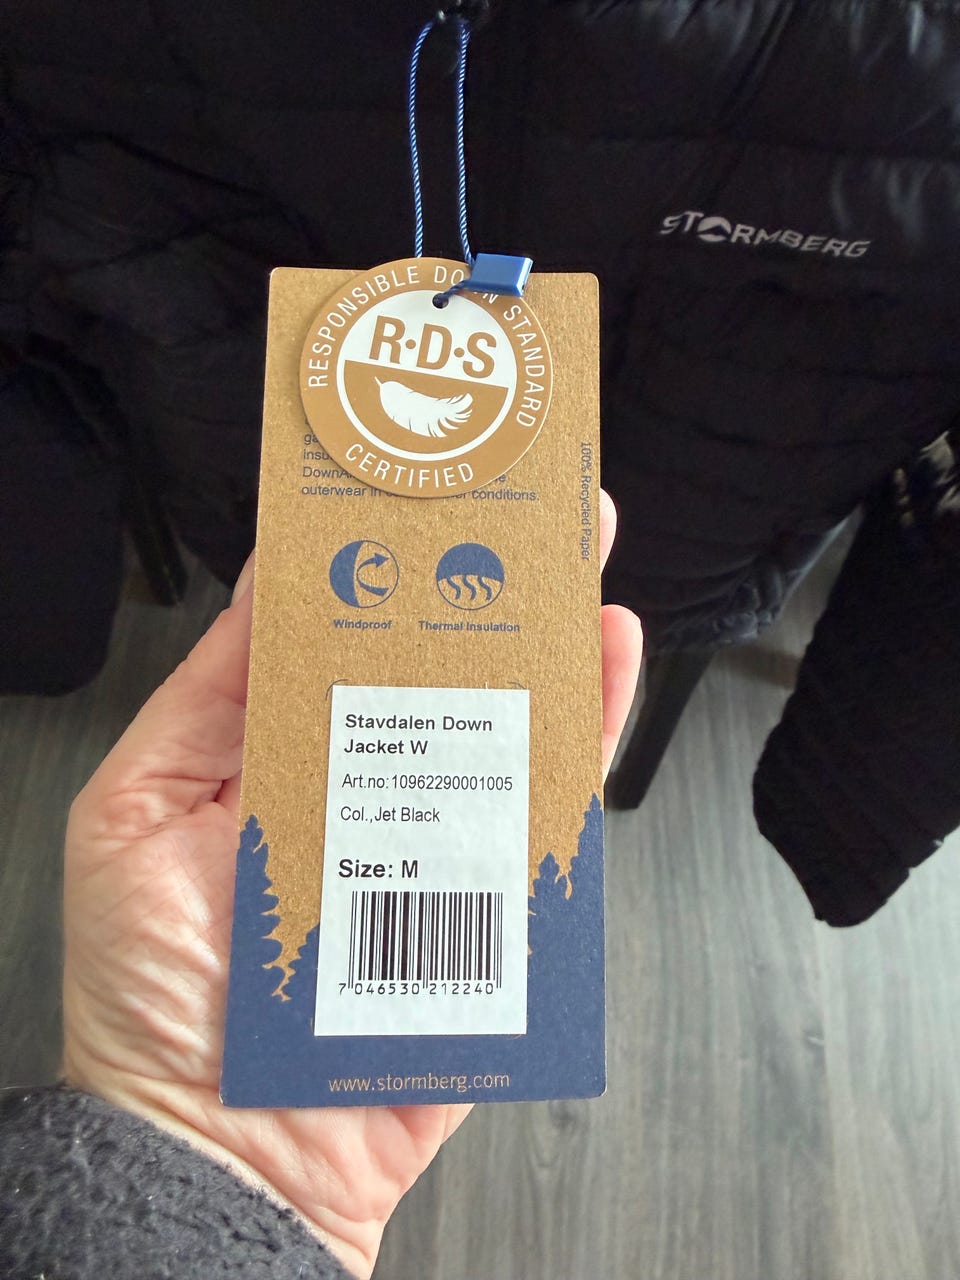 STORMBERG
RESPONSIBLE DOWN STANDARD
R·D·S
CERTIFIED
outerwear in conditions.
100% Recycled Paper
Windproof Thermal Insulation
Stavdalen Down
Jacket W
Art.no:10962290001005
Col.,Jet Black
Size: M
7 046530 212240
www.stormberg.com